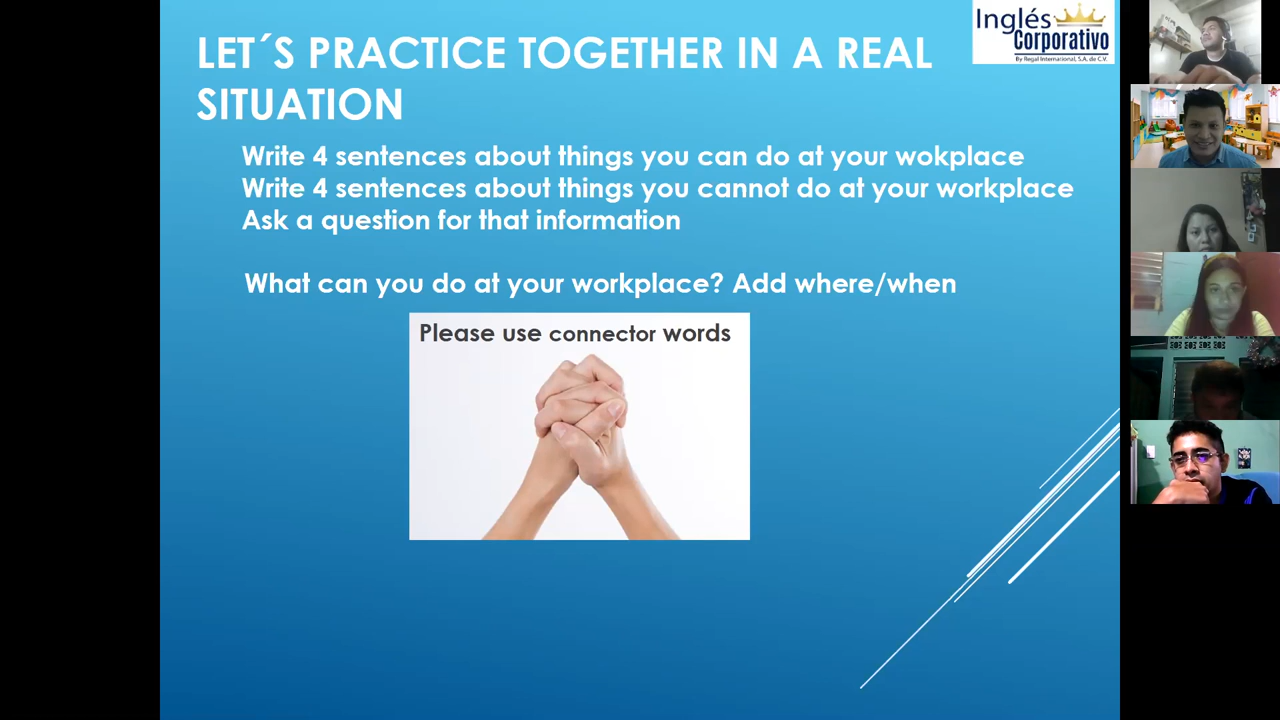 LET´S PRACTICE TOGETHER IN A REAL
SITUATION
Inglés
Corporativo
By Regal International, S.A. de C.V.
Write 4 sentences about things you can do at your wokplace
Write 4 sentences about things you cannot do at your workplace
Ask a question for that information
What can you do at your workplace? Add where/when
Please use connector words